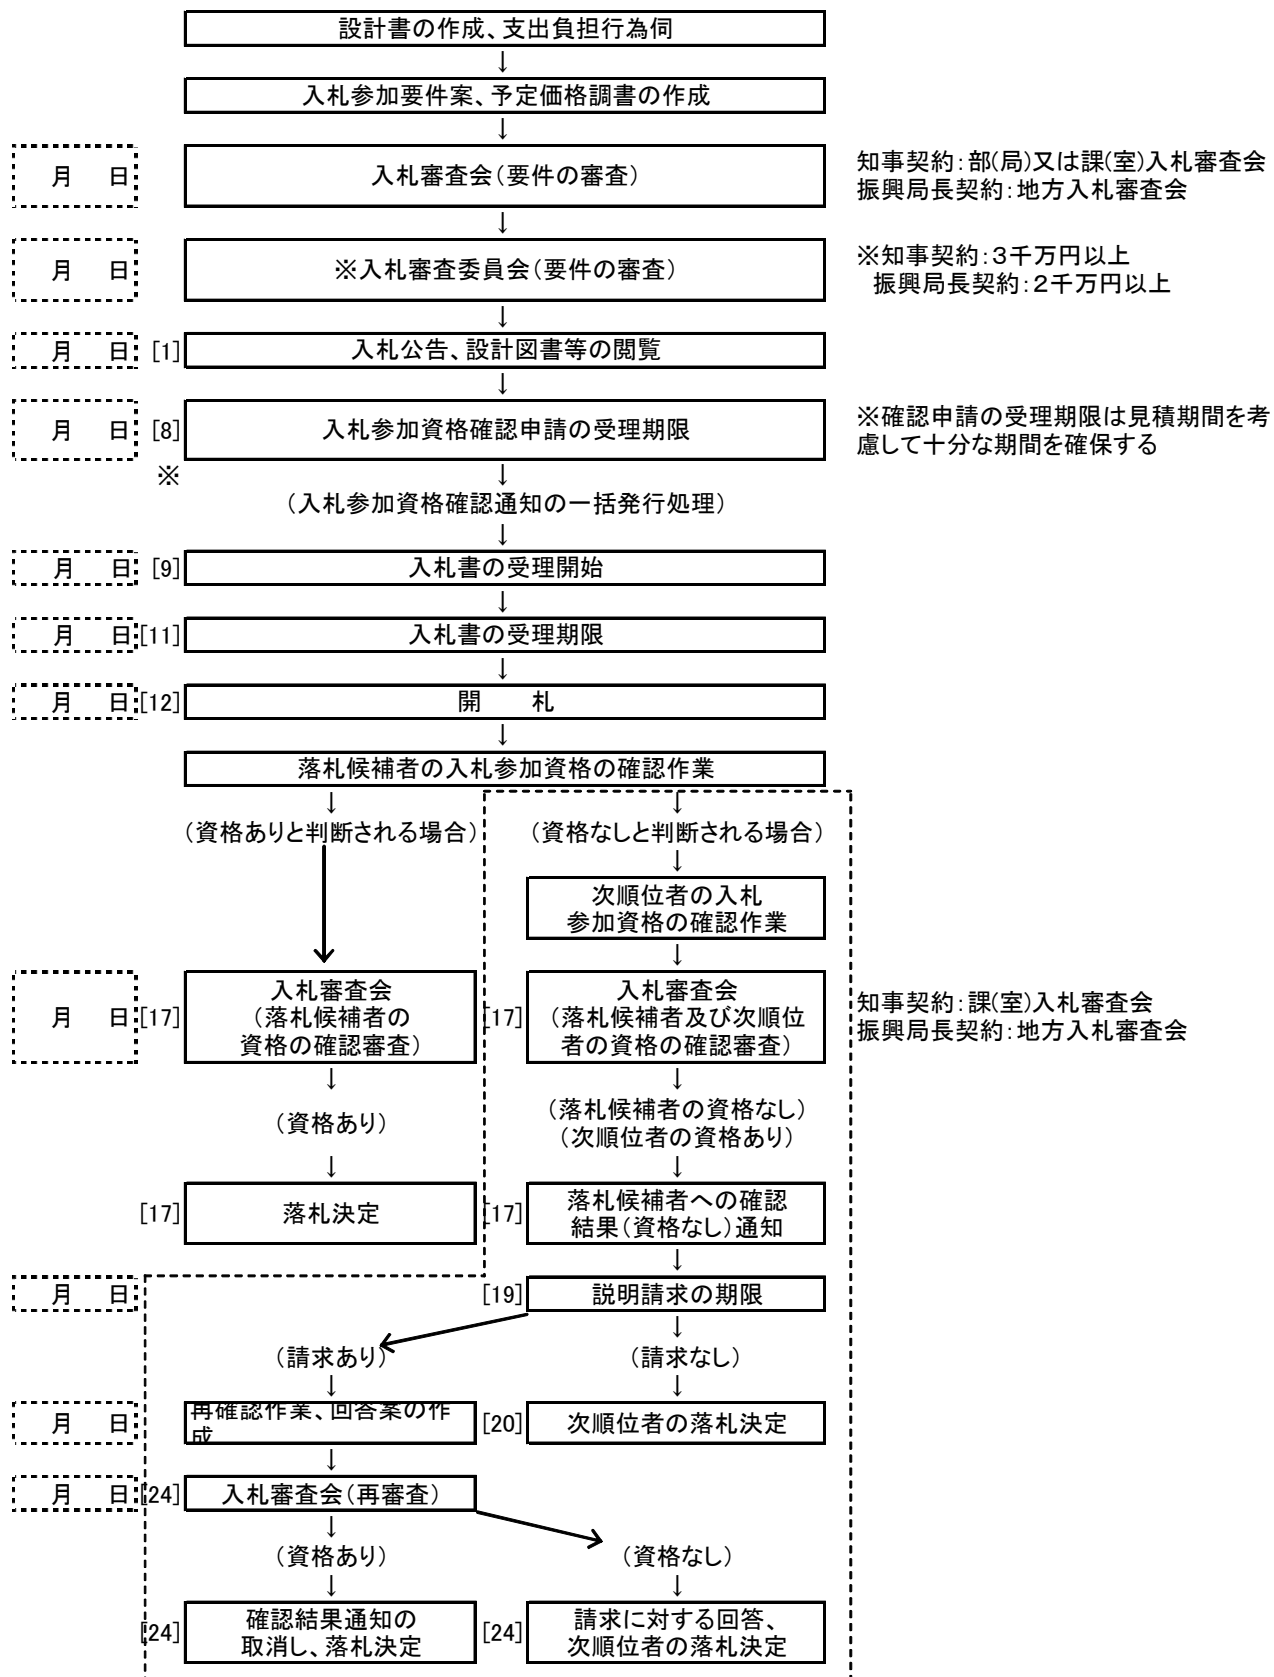 設計書の作成、支出負担行為伺
↓
入札参加要件案、予定価格調書の作成
↓
月　日
入札審査会（要件の審査）
知事契約：部(局)又は課(室)入札審査会
振興局長契約：地方入札審査会
↓
月　日
※入札審査委員会（要件の審査）
※知事契約：３千万円以上
振興局長契約：２千万円以上
↓
月　日 [1] 入札公告、設計図書等の閲覧
↓
月　日 [8] 入札参加資格確認申請の受理期限
※
※確認申請の受理期限は見積期間を考
慮して十分な期間を確保する
↓
（入札参加資格確認通知の一括発行処理）
↓
月　日 [9] 入札書の受理開始
↓
月　日 [11] 入札書の受理期限
↓
月　日 [12] 開　　札
↓
落札候補者の入札参加資格の確認作業
↓ ↓
（資格ありと判断される場合） （資格なしと判断される場合）
↓
次順位者の入札
参加資格の確認作業
↓
月　日 [17]
入札審査会
（落札候補者の
資格の確認審査）
[17]
入札審査会
（落札候補者及び次順位
者の資格の確認審査）
知事契約：課(室)入札審査会
振興局長契約：地方入札審査会
↓ ↓
（資格あり）
（落札候補者の資格なし）
（次順位者の資格あり）
↓ ↓
[17] 落札決定
[17]
落札候補者への確認
結果（資格なし）通知
↓
月　日 [19] 説明請求の期限
↓
（請求あり） （請求なし）
↓ ↓
月　日
再確認作業、回答案の作
成
[20] 次順位者の落札決定
↓
月　日 [24] 入札審査会（再審査）
↓
（資格あり） （資格なし）
↓ ↓
[24]
確認結果通知の
取消し、落札決定
[24]
請求に対する回答、
次順位者の落札決定